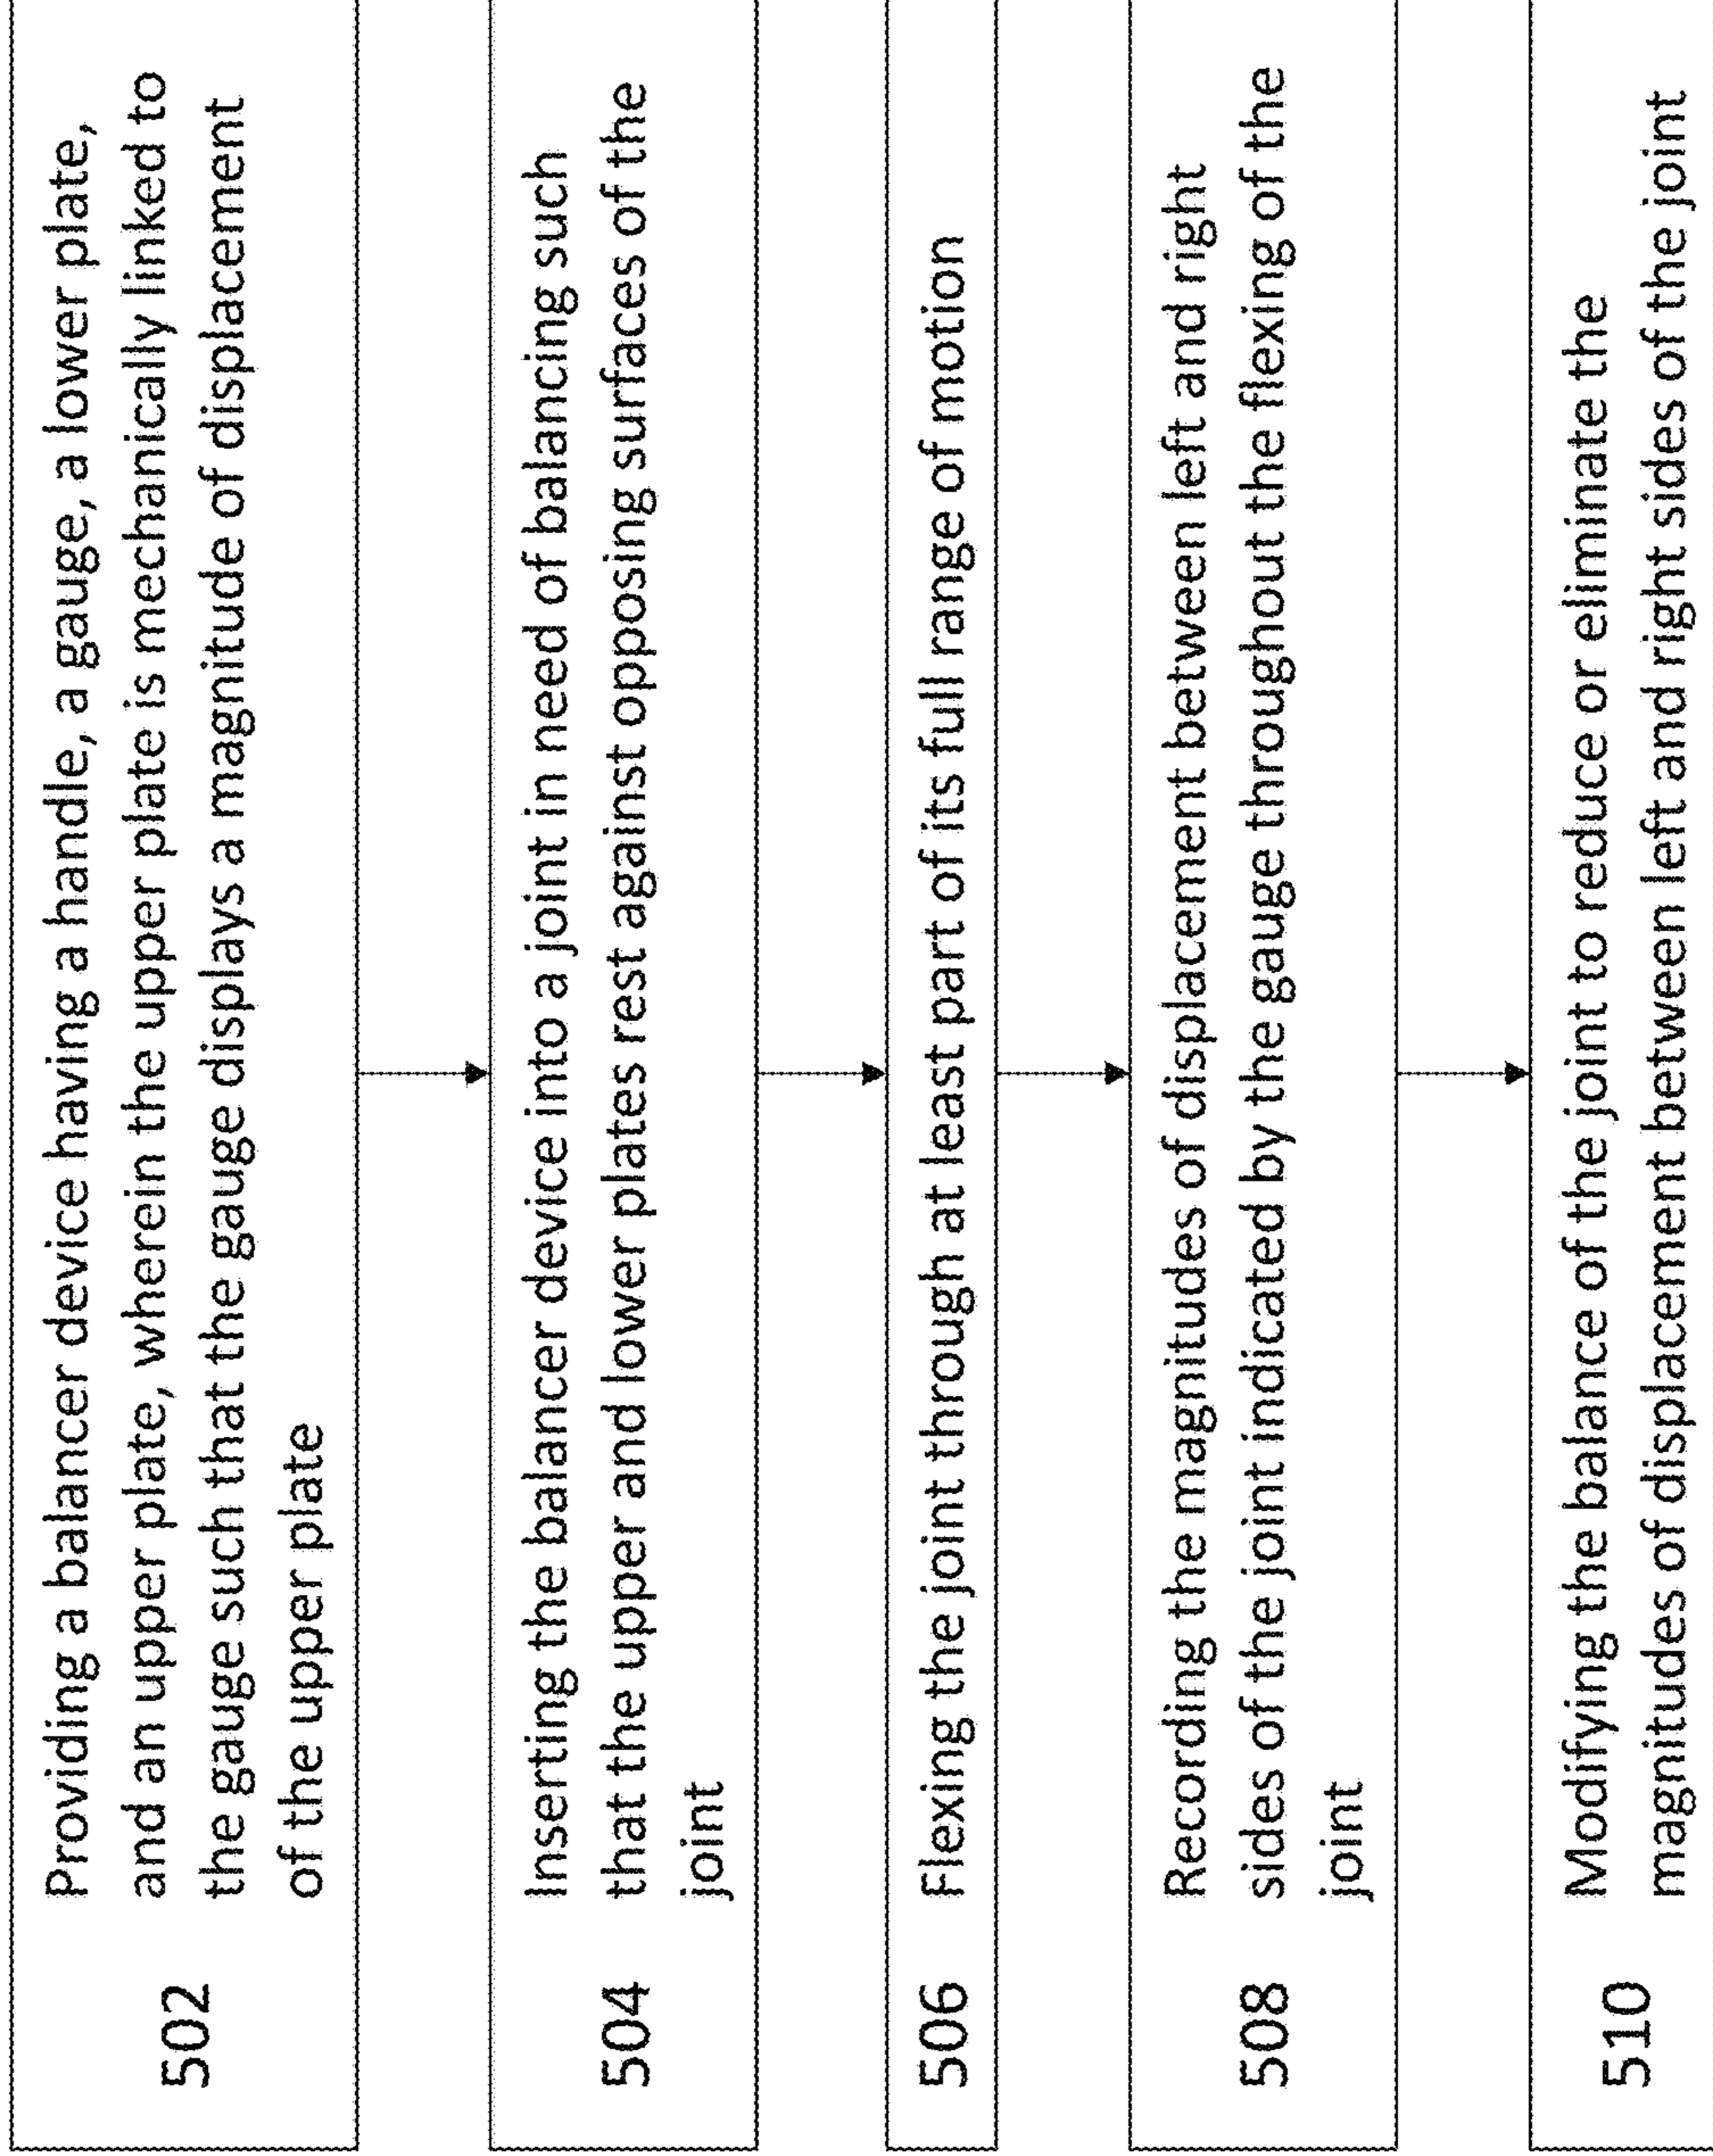 502
Providing a balancer device having a handle, a gauge, a lower plate,
and an upper plate, wherein the upper plate is mechanically linked to
the gauge such that the gauge displays a magnitude of displacement
of the upper plate
504
Inserting the balancer device into a joint in need of balancing such
that the upper and lower plates rest against opposing surfaces of the
joint
506
Flexing the joint through at least part of its full range of motion
508
Recording the magnitudes of displacement between left and right
sides of the joint indicated by the gauge throughout the flexing of the
joint
510
Modifying the balance of the joint to reduce or eliminate the
magnitudes of displacement between left and right sides of the joint